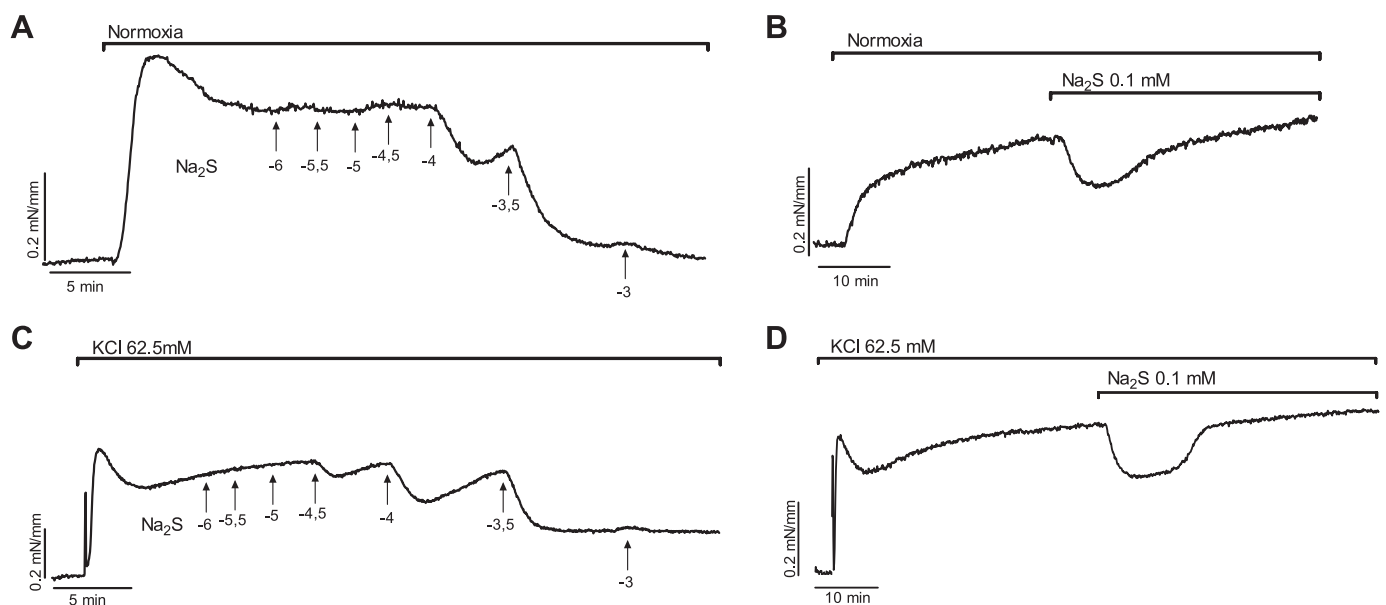 A
Normoxia
Na₂S
-6
-5,5
-5
-4,5
-4
-3,5
-3
0.2 mN/mm
5 min
B
Normoxia
Na₂S 0.1 mM
0.2 mN/mm
10 min
C
KCl 62.5mM
Na₂S
-6
-5,5
-5
-4,5
-4
-3,5
-3
0.2 mN/mm
5 min
D
KCl 62.5 mM
Na₂S 0.1 mM
0.2 mN/mm
10 min